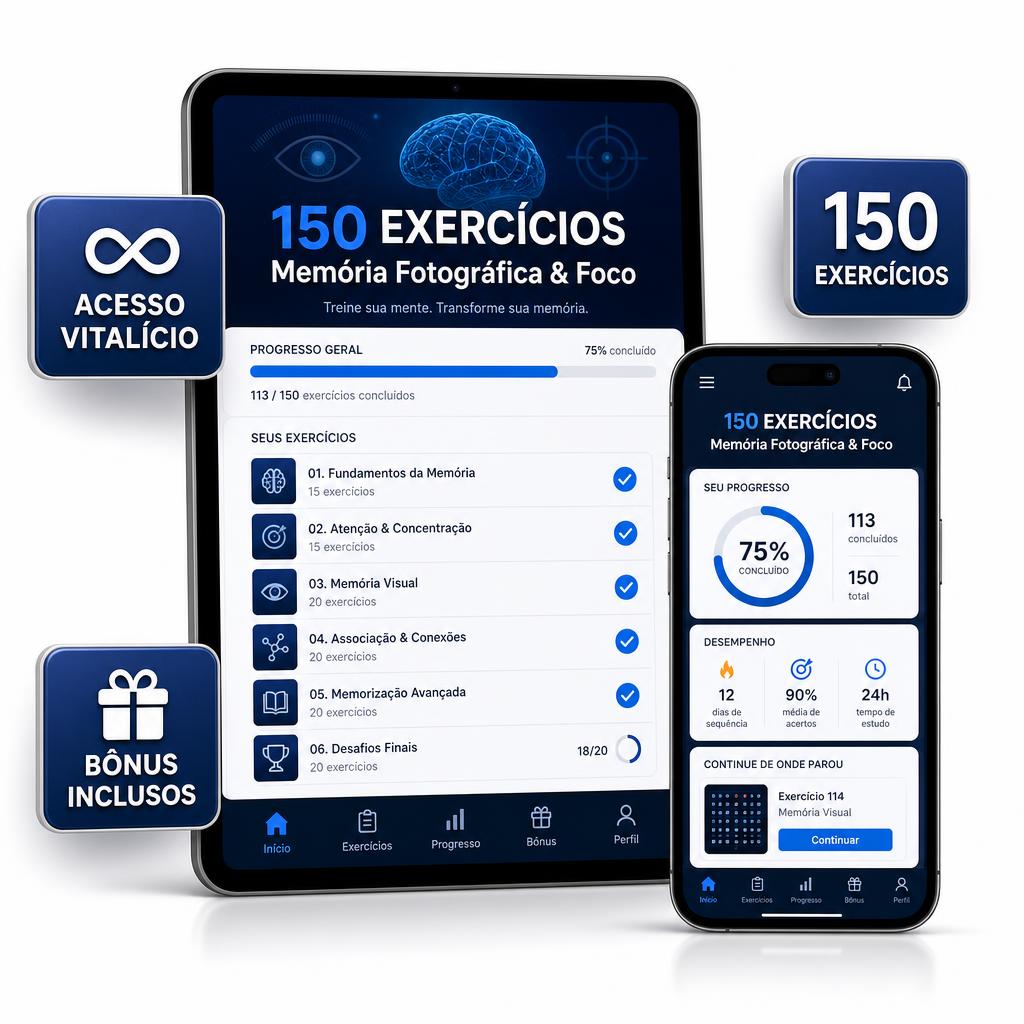 150 EXERCÍCIOS
Memória Fotográfica & Foco
Treine sua mente. Transforme sua memória.
PROGRESSO GERAL
75% concluído
113 / 150 exercícios concluídos
SEUS EXERCÍCIOS
01. Fundamentos da Memória
15 exercícios
02. Atenção & Concentração
15 exercícios
03. Memória Visual
20 exercícios
04. Associação & Conexões
20 exercícios
05. Memorização Avançada
20 exercícios
06. Desafios Finais
20 exercícios
18/20
Início
Exercícios
Progresso
Bônus
Perfil
ACESSO
VITALÍCIO
BÔNUS
INCLUSOS
150
EXERCÍCIOS
150 EXERCÍCIOS
Memória Fotográfica & Foco
SEU PROGRESSO
75%
CONCLUÍDO
113
concluídos
150
total
DESEMPENHO
12
dias de
sequência
90%
média de
acertos
24h
tempo de
estudo
CONTINUE DE ONDE PAROU
Exercício 114
Memória Visual
Continuar
Início
Exercícios
Progresso
Bônus
Perfil